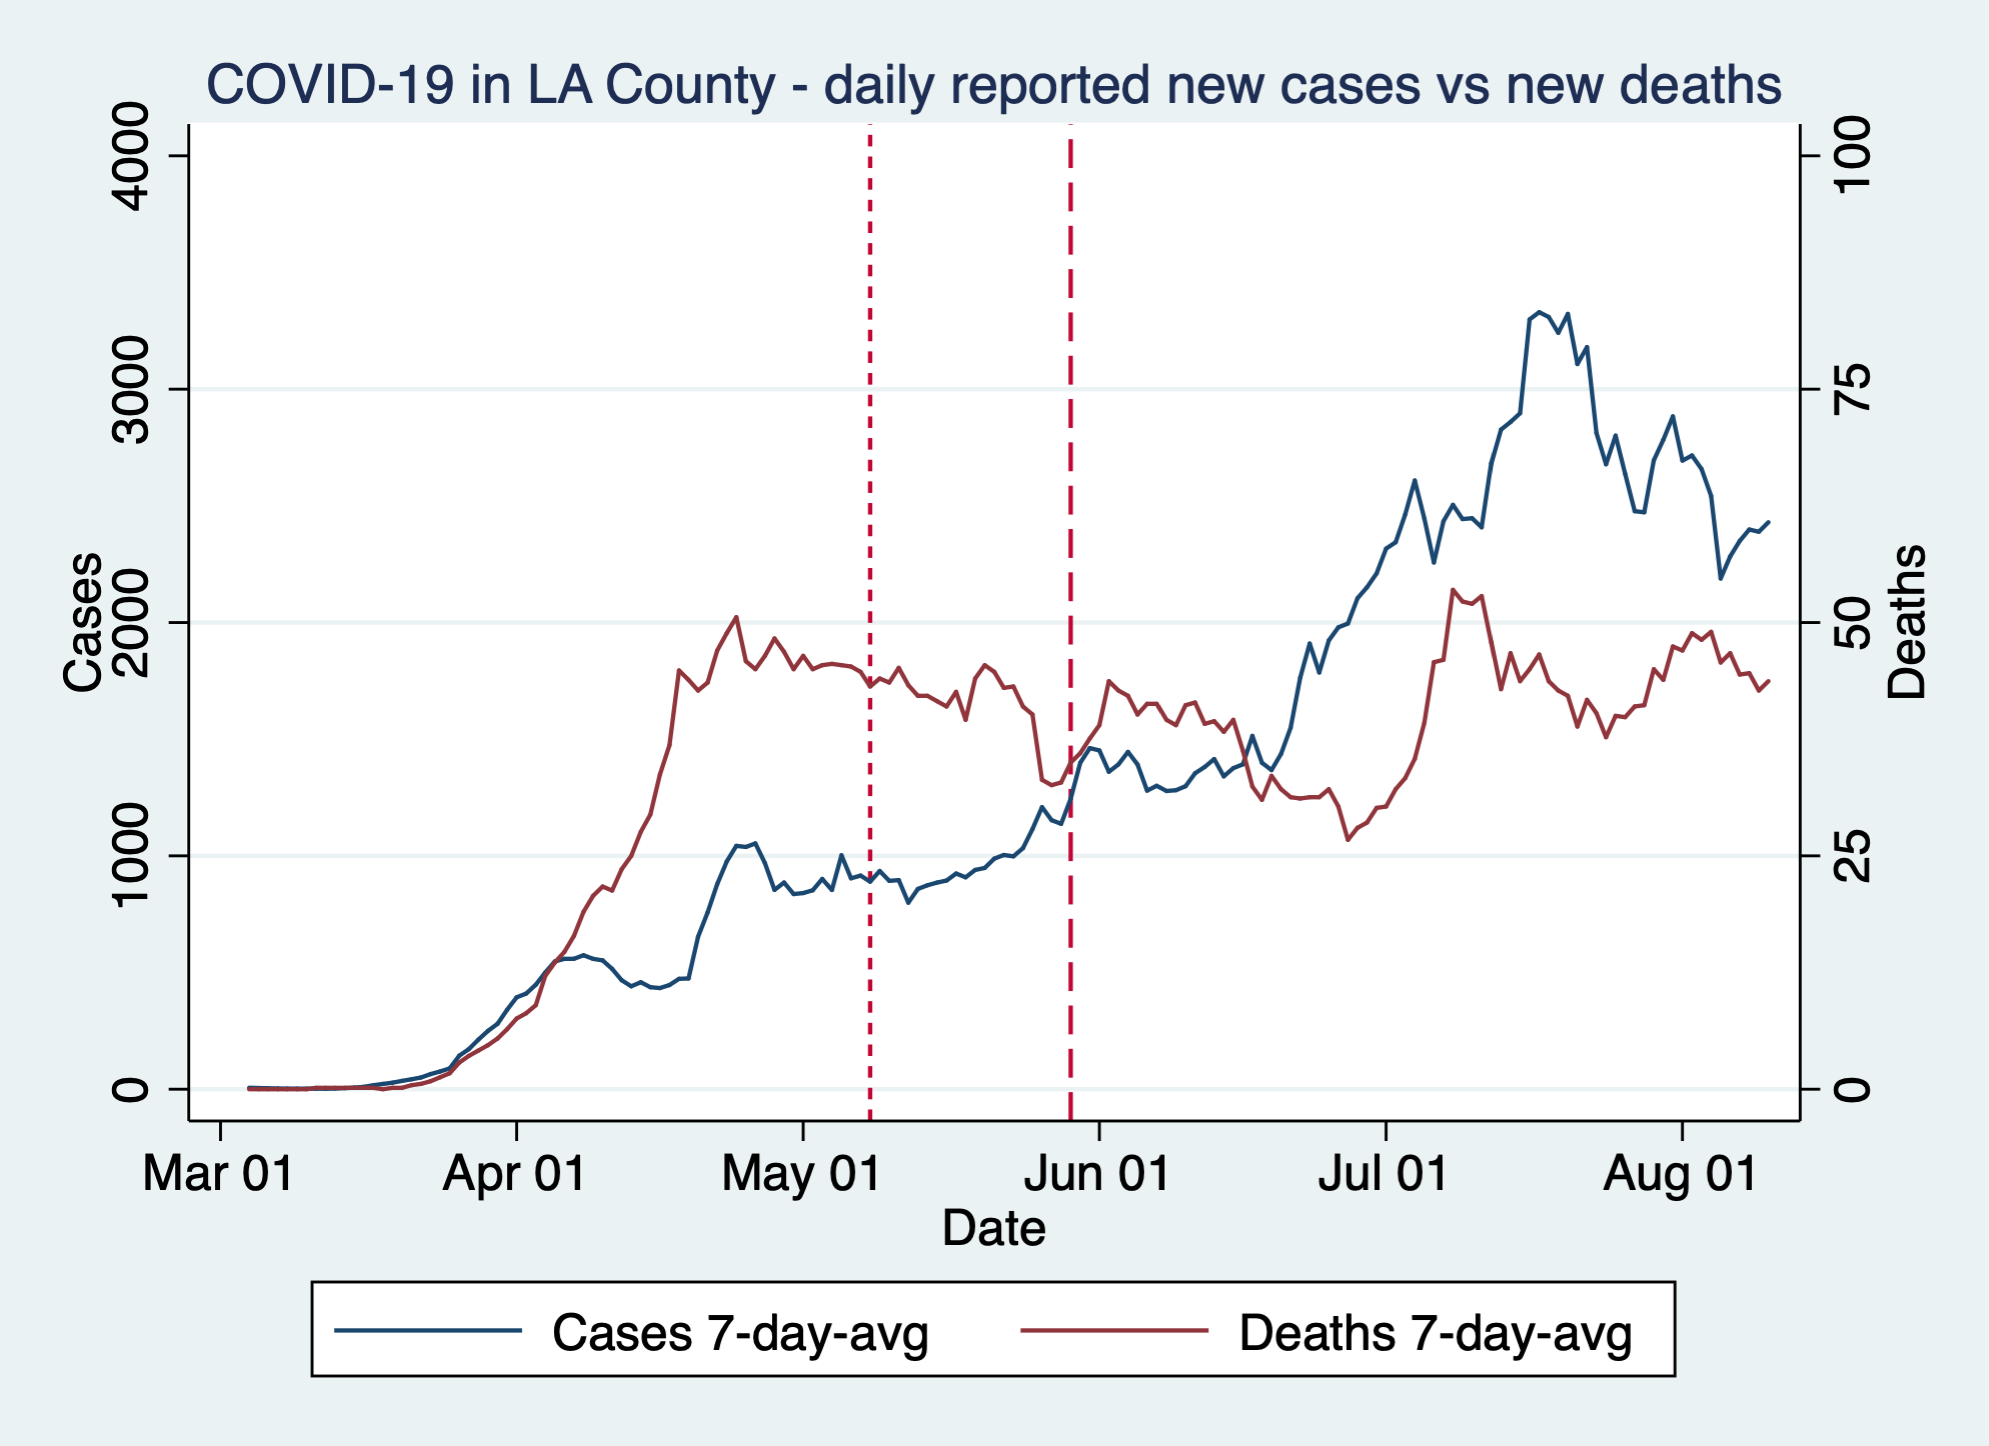 COVID-19 in LA County - daily reported new cases vs new deaths
4000
3000
2000
1000
0
Cases
100
75
50
25
0
Deaths
Mar 01 Apr 01 May 01 Jun 01 Jul 01 Aug 01
Date
Cases 7-day-avg Deaths 7-day-avg